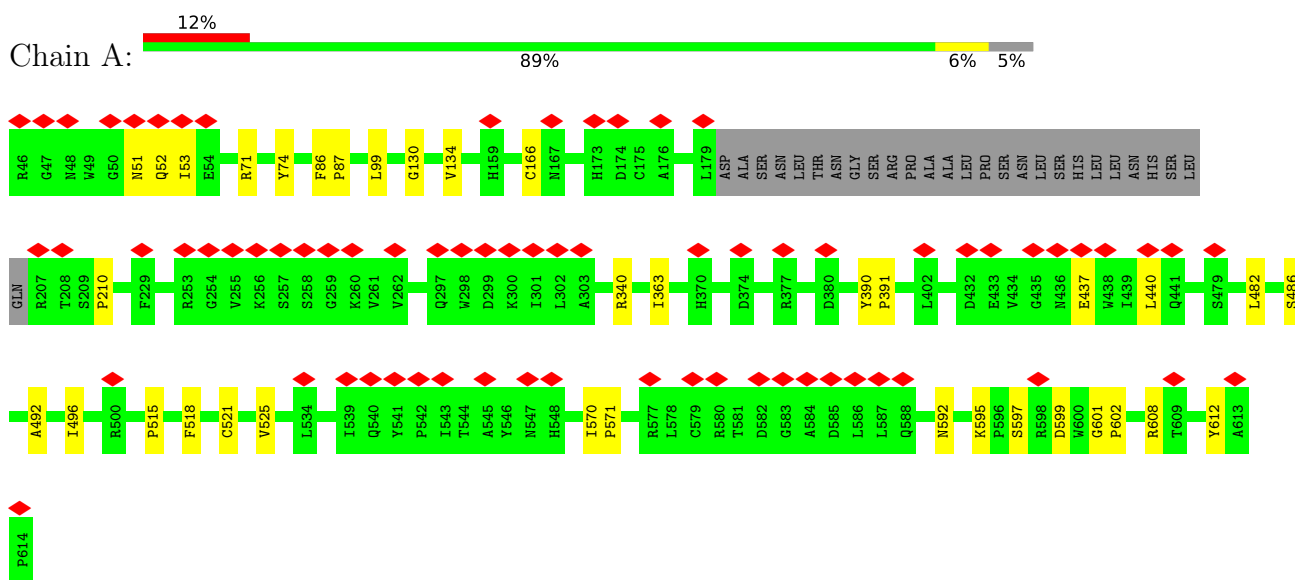 12%
Chain A:
89% 6% 5%
R46 G47 N48 W49 G50 N51 Q52 I53 E54 R71 Y74 F86 P87 L99 G130 V134 H159 C166 N167 H173 D174 C175 A176 L179 ASP ALA SER ASN LEU THR ASN GLY SER ARG PRO ALA ALA LEU PRO SER ASN LEU SER HIS LEU LEU ASN HIS SER LEU
GLN R207 T208 S209 P210 F229 R253 G254 V255 K256 S257 S258 G259 K260 V261 V262 Q297 W298 D299 K300 I301 L302 A303 R340 I363 H370 D374 R377 D380 Y390 P391 L402 D432 E433 V434 G435 N436 E437 W438 I439 L440 Q441 S479 L482 S486
A492 I496 R500 P515 F518 C521 V525 L534 I539 Q540 Y541 P542 I543 T544 A545 Y546 N547 H548 I570 P571 R577 L578 C579 R580 T581 D582 G583 A584 D585 L586 L587 Q588 N592 K595 P596 S597 R598 D599 W600 G601 P602 R608 T609 Y612 A613
P614